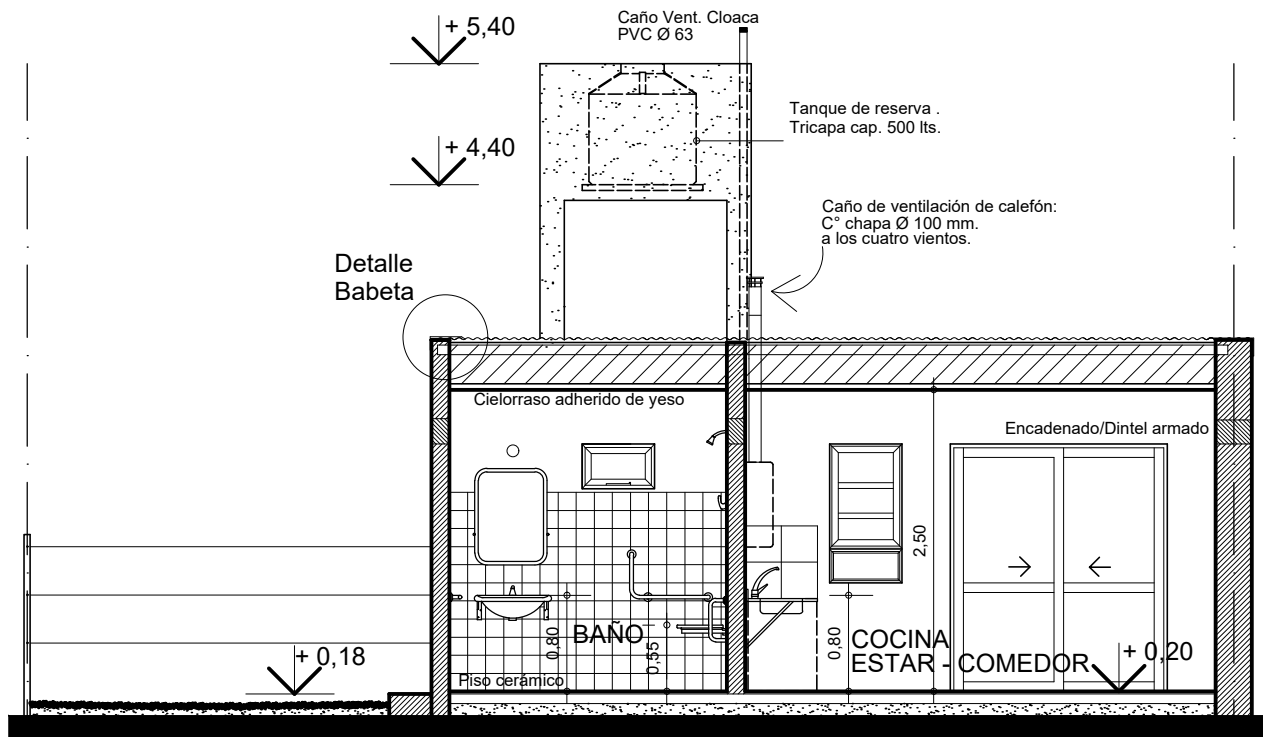 + 5,40
Caño Vent. Cloaca
PVC Ø 63
Tanque de reserva .
Tricapa cap. 500 lts.
+ 4,40
Caño de ventilación de calefón:
C° chapa Ø 100 mm.
a los cuatro vientos.
Detalle
Babeta
Cielorraso adherido de yeso
Encadenado/Dintel armado
2,50
BAÑO
0,80
0,55
0,80
COCINA
ESTAR - COMEDOR
+ 0,18
+ 0,20
Piso cerámico